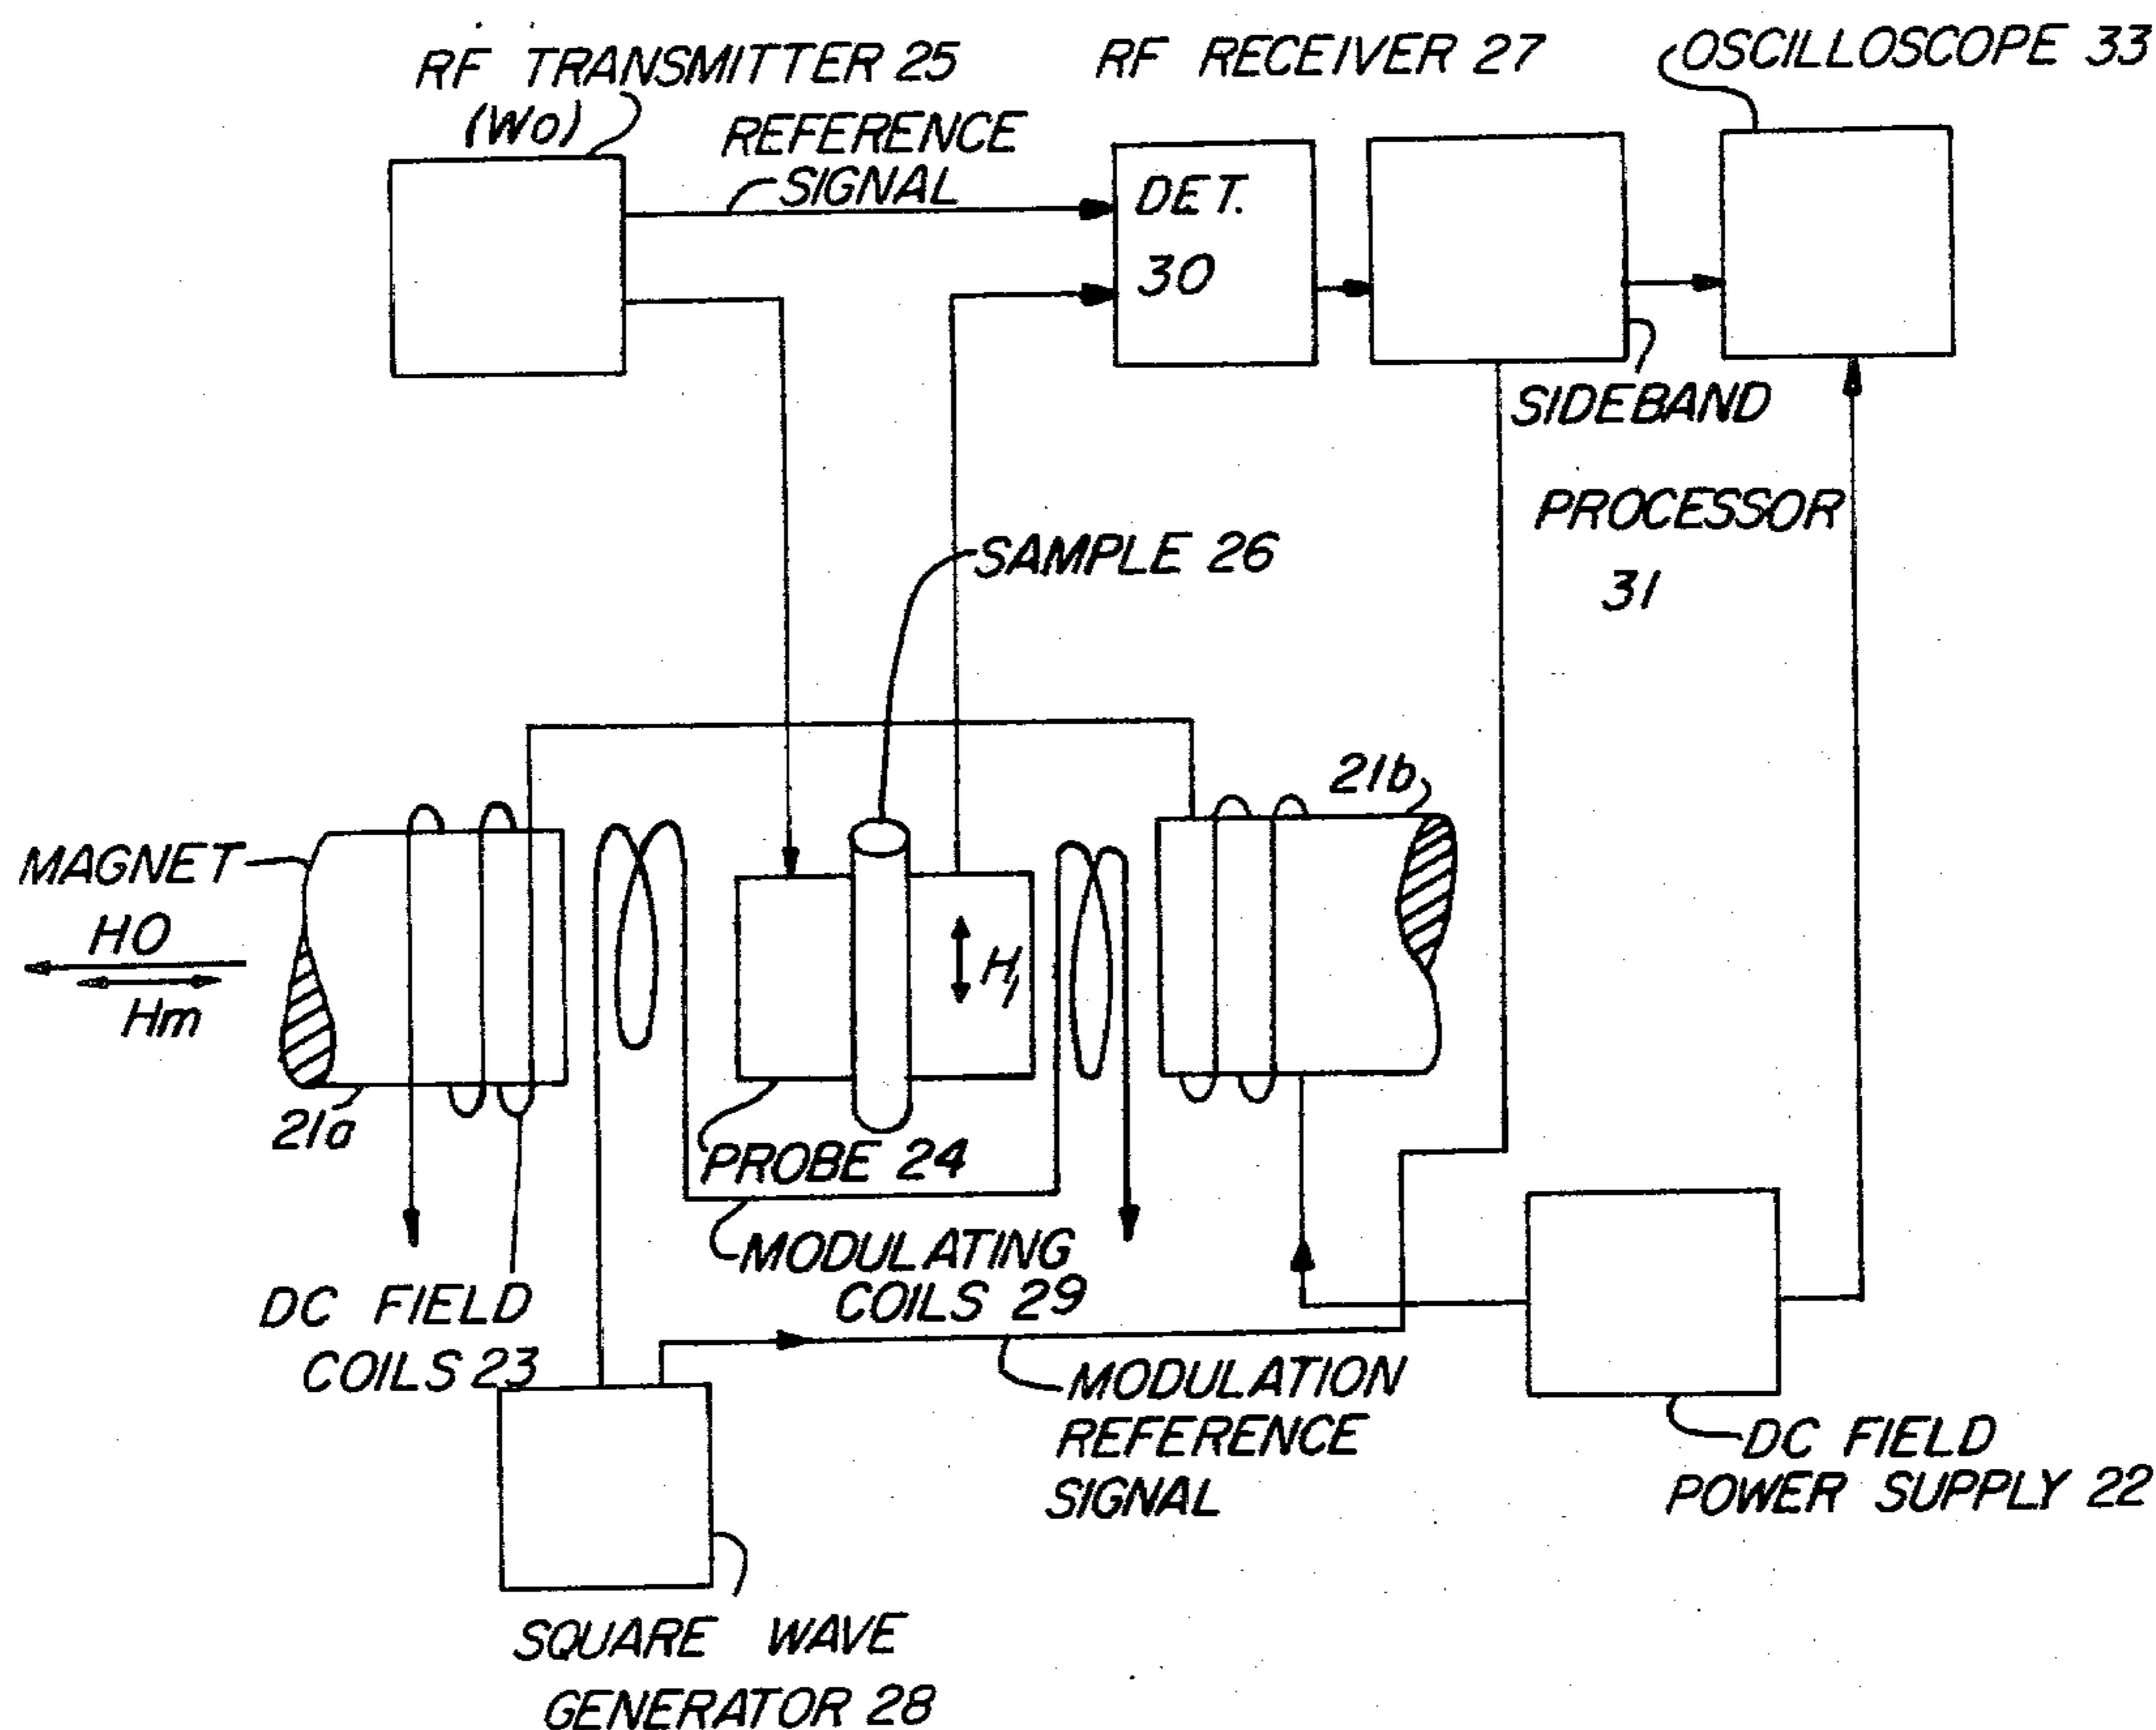 RF TRANSMITTER 25
(Wo)
REFERENCE
SIGNAL
RF RECEIVER 27
OSCILLOSCOPE 33
DET.
30
SIDEBAND
PROCESSOR
31
SAMPLE 26
21b
MAGNET
HO
Hm
H1
21a
PROBE 24
MODULATING
COILS 29
DC FIELD
COILS 23
MODULATION
REFERENCE
SIGNAL
DC FIELD
POWER SUPPLY 22
SQUARE WAVE
GENERATOR 28